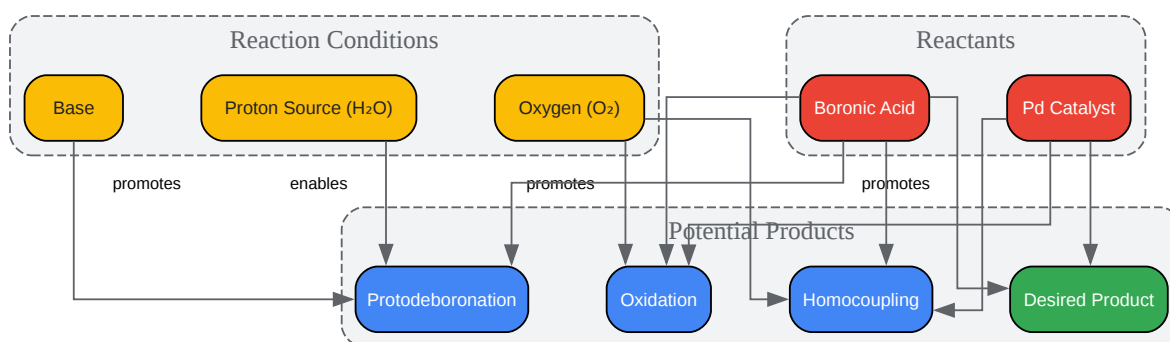 Reaction Conditions
Reactants
Base
Proton Source (H₂O)
Oxygen (O₂)
Boronic Acid
Pd Catalyst
promotes
enables
promotes
promotes
Potential Products
Protodeboronation
Oxidation
Homocoupling
Desired Product